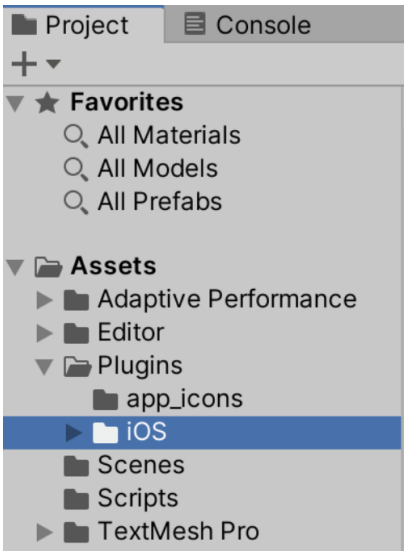 Project
Console
Favorites
All Materials
All Models
All Prefabs
Assets
Adaptive Performance
Editor
Plugins
app_icons
iOS
Scenes
Scripts
TextMesh Pro